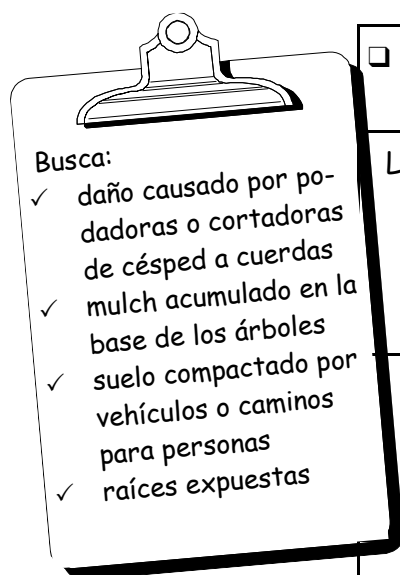 Busca:
✓ daño causado por po-
dadoras o cortadoras
de césped a cuerdas
✓ mulch acumulado en la
base de los árboles
✓ suelo compactado por
vehículos o caminos
para personas
✓ raíces expuestas
L